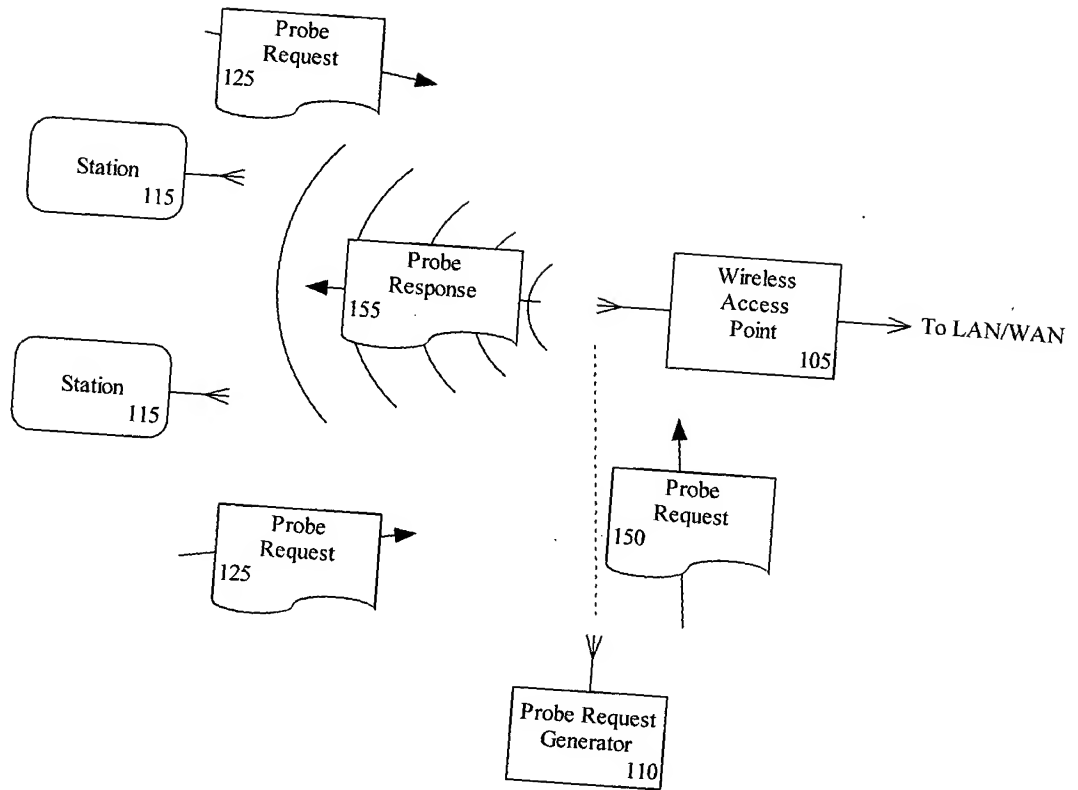 Probe
Request
125
Station
115
Probe
Response
155
Wireless
Access
Point
105
To LAN/WAN
Station
115
Probe
Request
125
Probe
Request
150
Probe Request
Generator
110